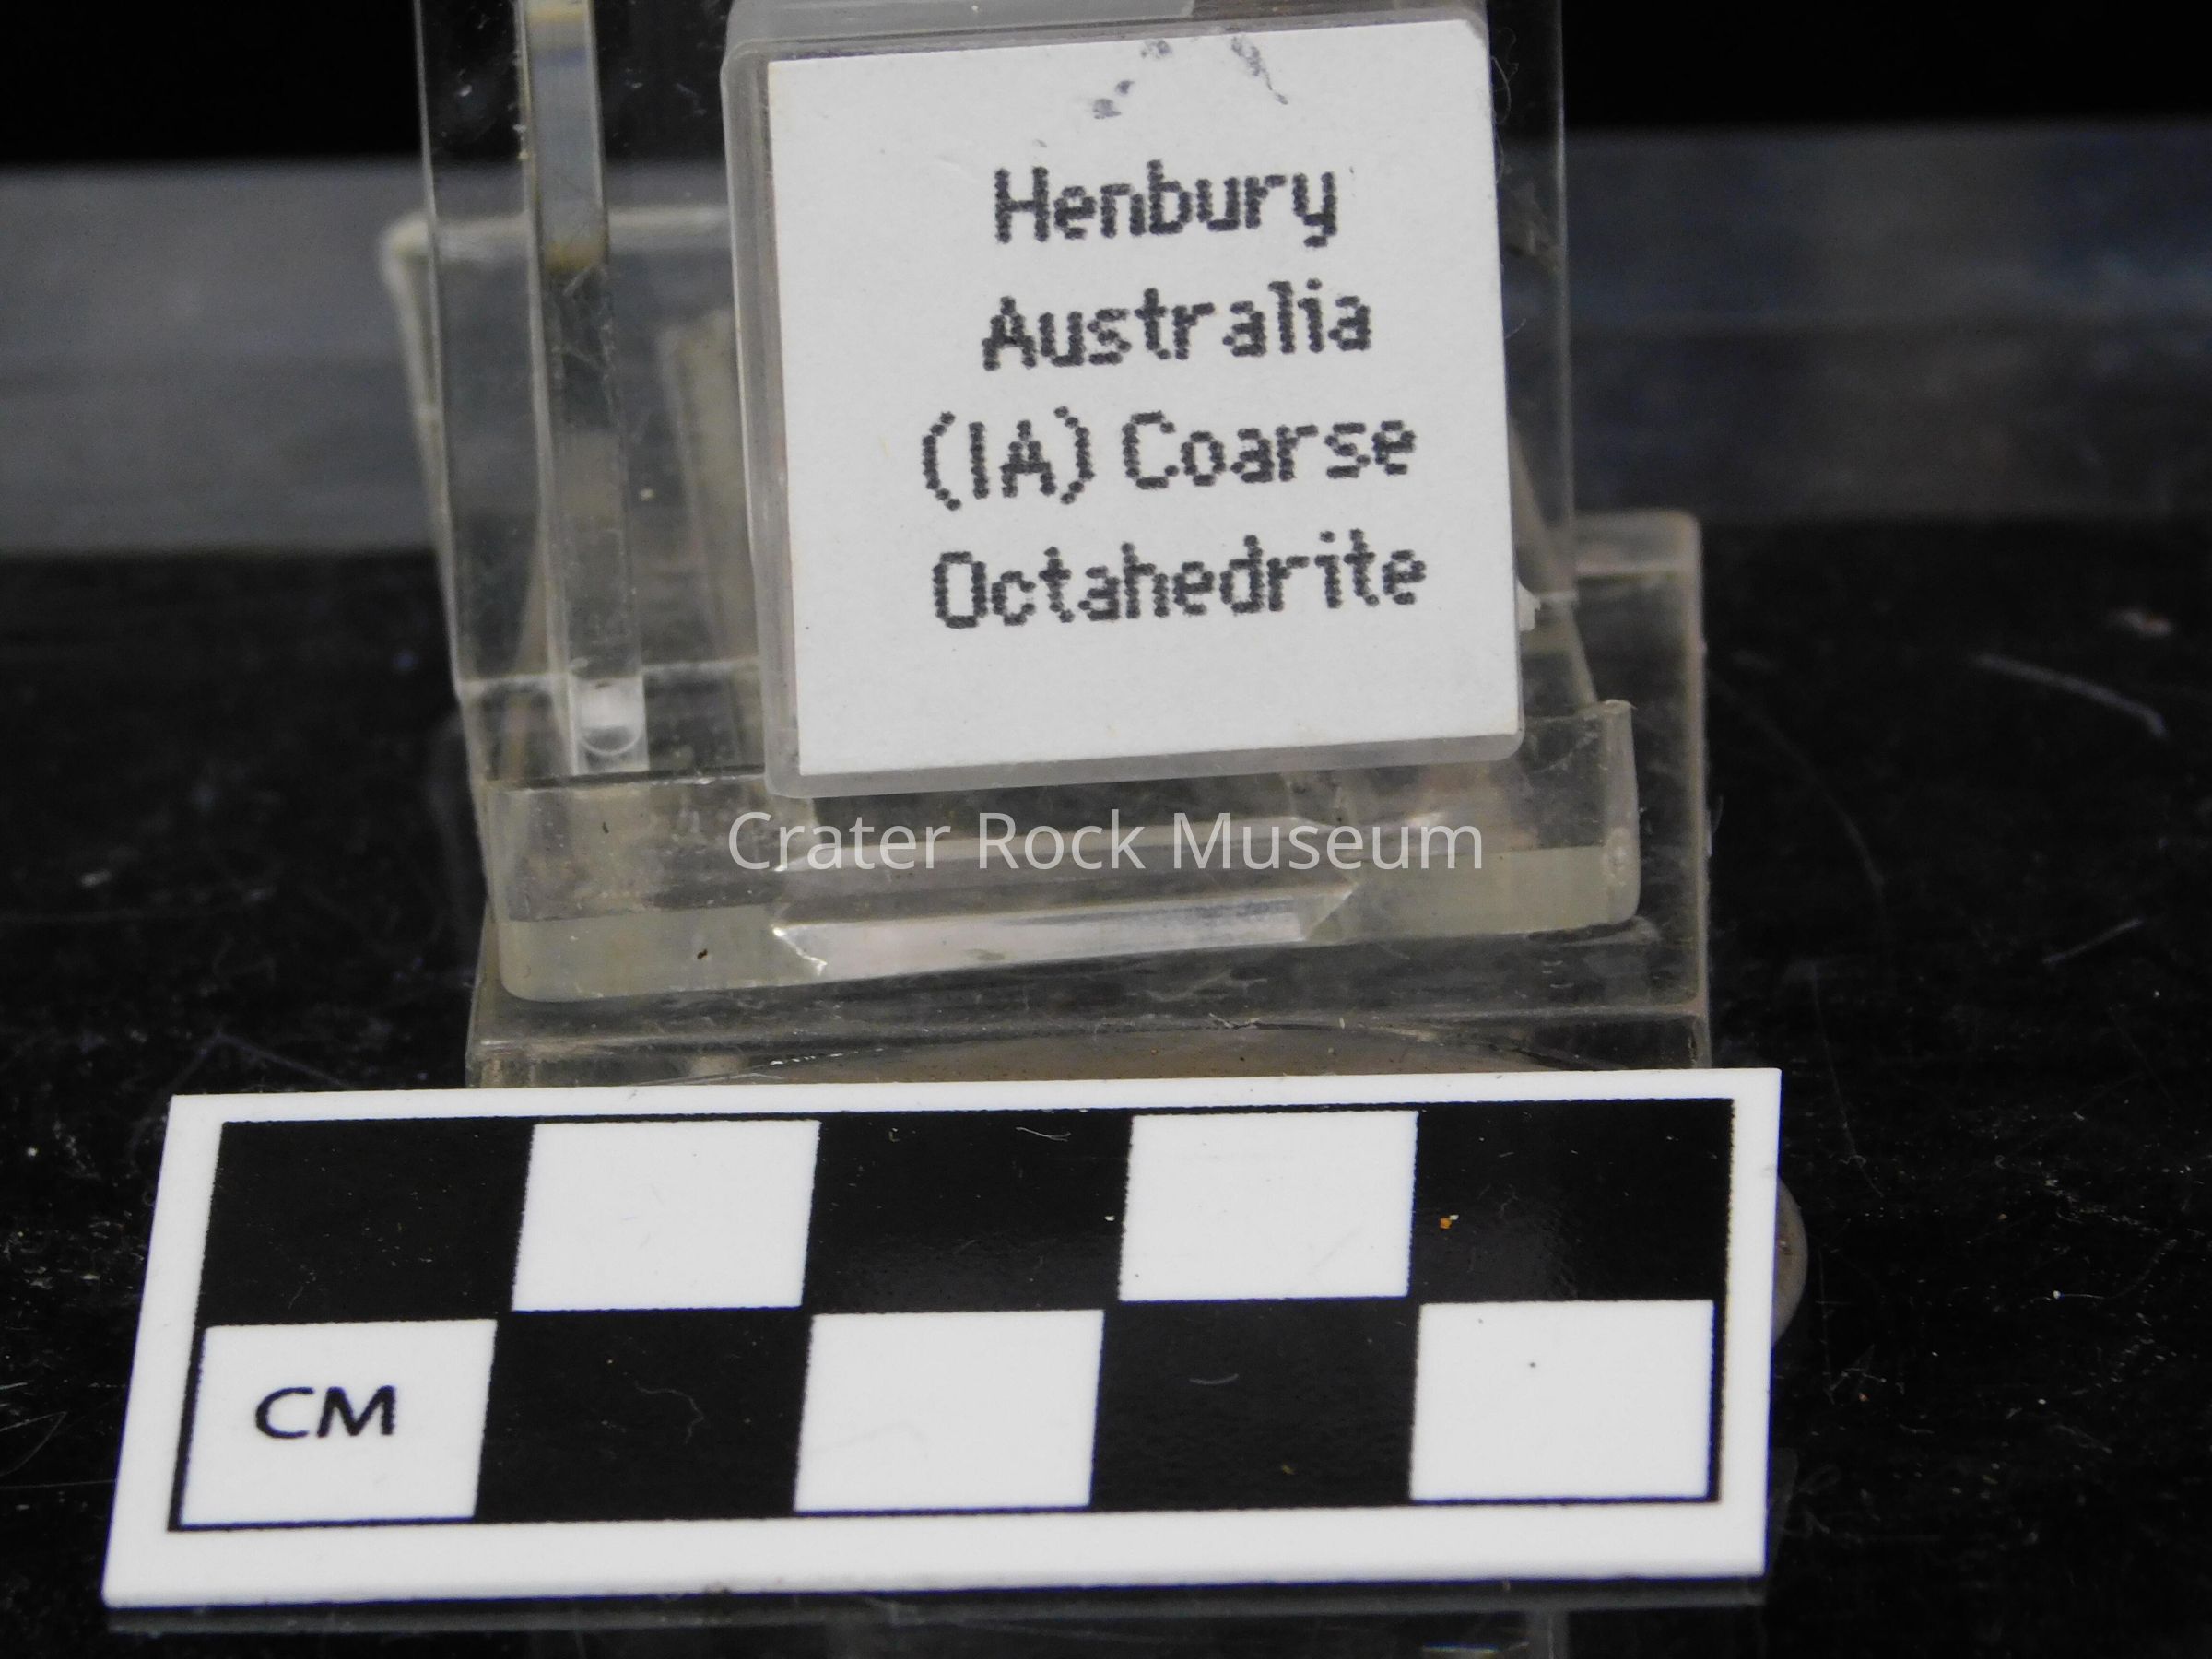 Henbury
Australia
(IA) Coarse
Octahedrite
Crater Rock Museum
CM